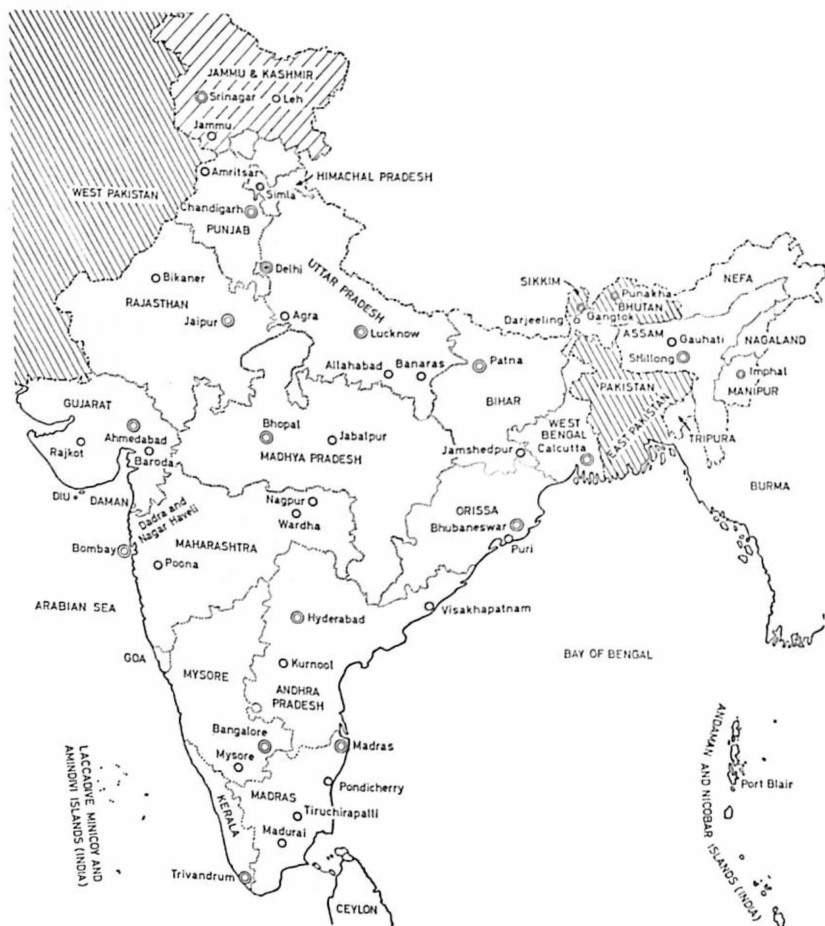 JAMMU & KASHMIR
Srinagar
Leh
Jammu
Amritsar
HIMACHAL PRADESH
WEST PAKISTAN
Simla
Chandigarh
PUNJAB
Delhi
UTTAR PRADESH
Bikaner
RAJASTHAN
Jaipur
Agra
Lucknow
SIKKIM
Punakha
BHUTAN
NEFA
Darjeeling
Gangtok
ASSAM
Gauhati
NAGALAND
Shillong
Imphal
MANIPUR
Allahabad
Banaras
Patna
BIHAR
PAKISTAN
EAST PAKISTAN
TRIPURA
GUJARAT
Ahmedabad
Rajkot
Baroda
Bhopal
Jabalpur
MADHYA PRADESH
WEST
BENGAL
Calcutta
Jamshedpur
BURMA
DIU
DAMAN
Dadra and
Nagar Haveli
Nagpur
Wardha
ORISSA
Bhubaneswar
Puri
Bombay
MAHARASHTRA
Poona
ARABIAN SEA
Hyderabad
Visakhapatnam
BAY OF BENGAL
GOA
MYSORE
Kurnool
ANDHRA
PRADESH
Bangalore
Mysore
Madras
Pondicherry
MADRAS
KERALA
Tiruchirapalli
Madurai
Trivandrum
CEYLON
LACCADIVE MINICOY AND
AMINDIVI ISLANDS (INDIA)
ANDAMAN AND NICOBAR ISLANDS (INDIA)
Port Blair